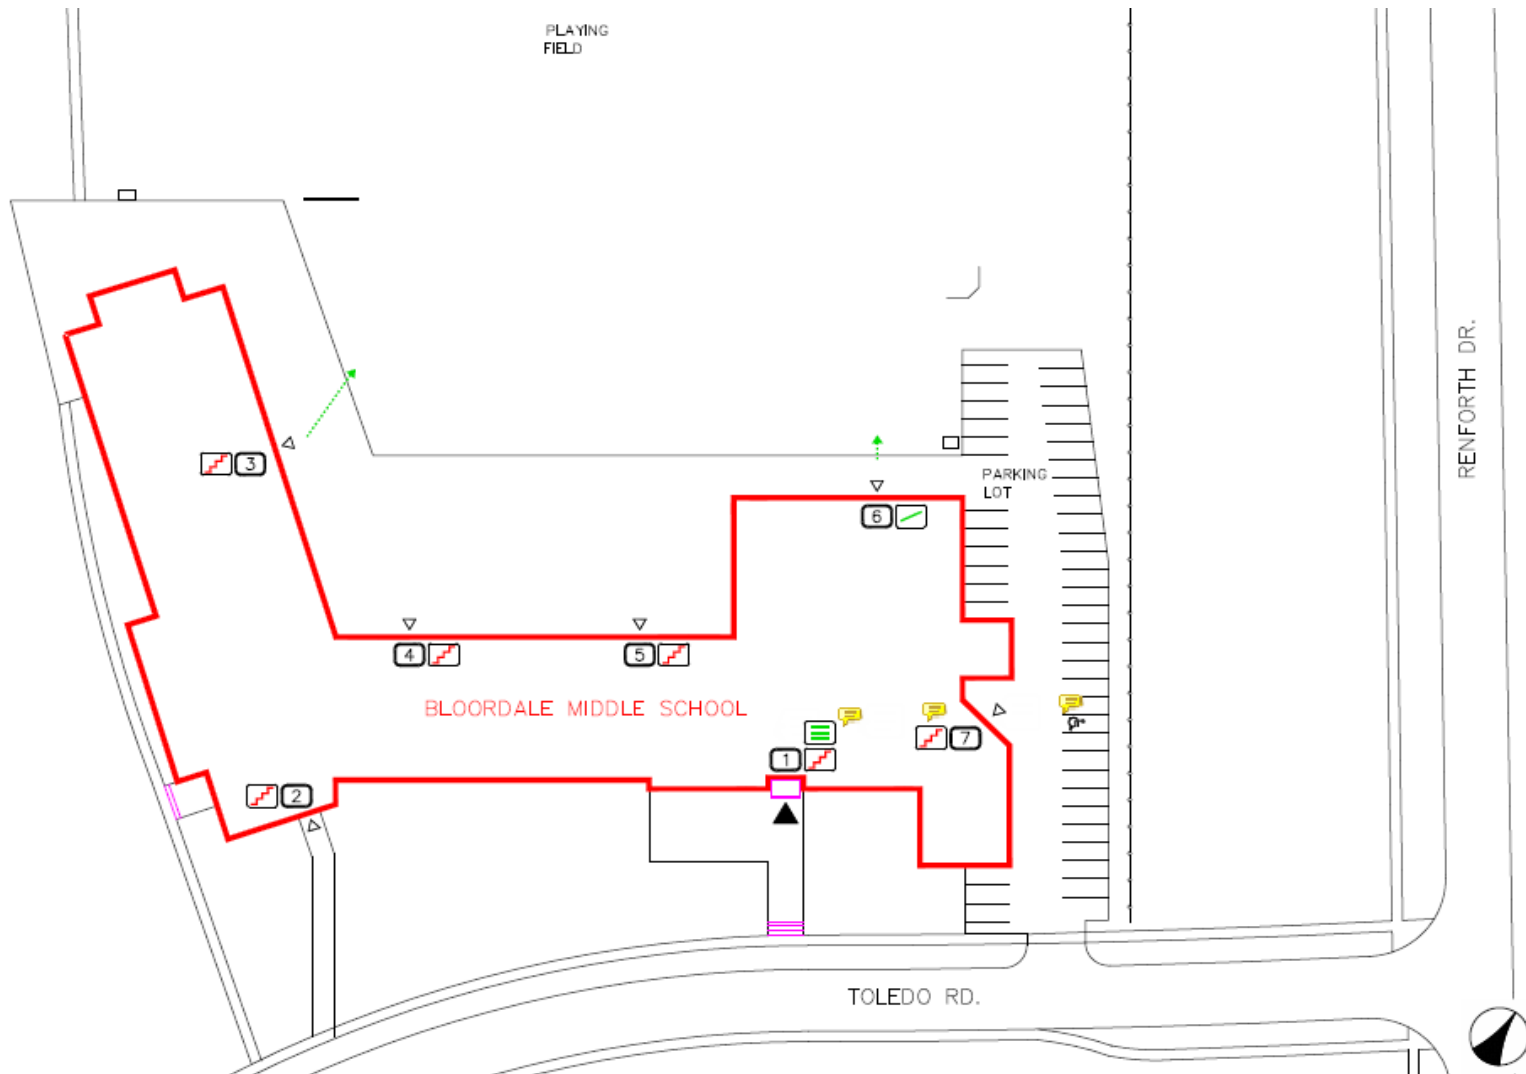 PLAYING
FIELD
RENFORTH DR.
3
PARKING
LOT
6
4
5
BLOORDALE MIDDLE SCHOOL
7
1
2
TOLEDO RD.